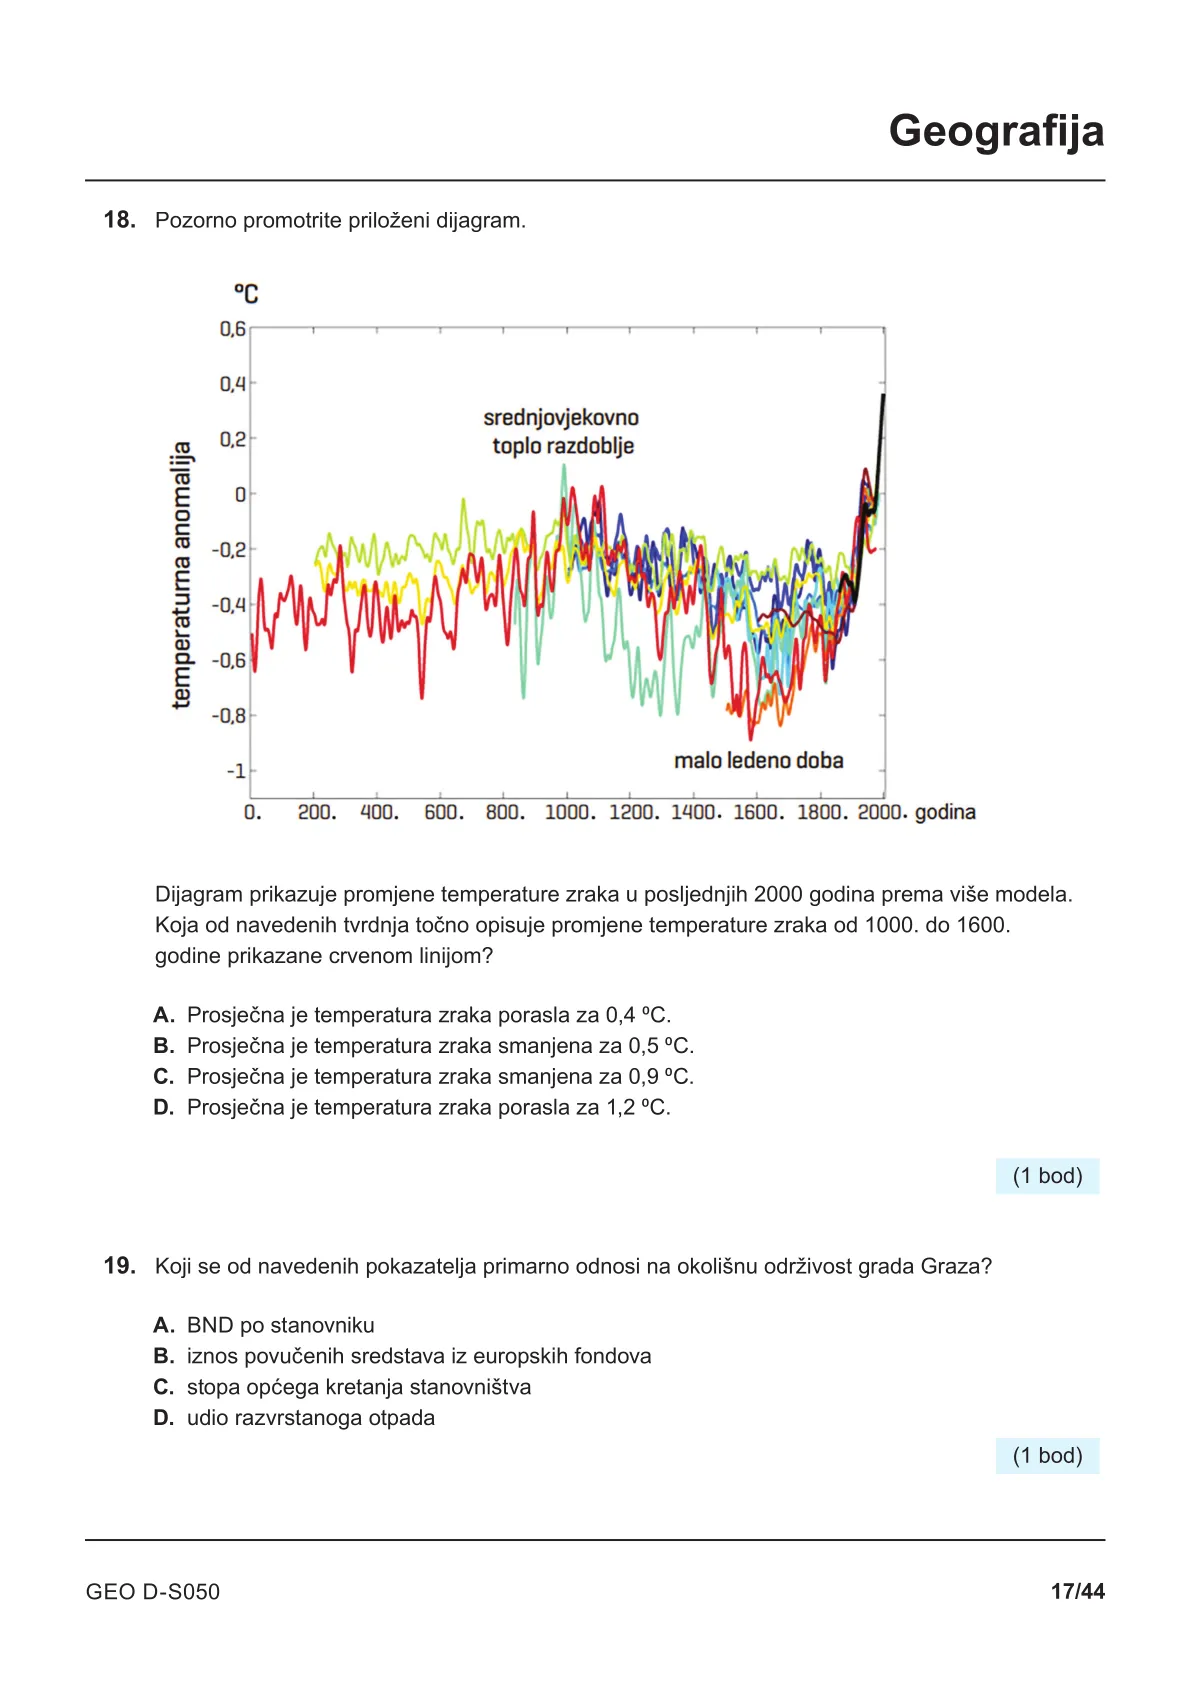 Geografija
18. Pozorno promotrite priloženi dijagram.
ºC
0,6
0,4
0,2
0
-0,2
-0,4
-0,6
-0,8
-1
temperaturna anomalija
srednjovjekovno
toplo razdoblje
malo ledeno doba
0. 200. 400. 600. 800. 1000. 1200. 1400. 1600. 1800. 2000. godina
Dijagram prikazuje promjene temperature zraka u posljednjih 2000 godina prema više modela.
Koja od navedenih tvrdnja točno opisuje promjene temperature zraka od 1000. do 1600.
godine prikazane crvenom linijom?
A. Prosječna je temperatura zraka porasla za 0,4 ºC.
B. Prosječna je temperatura zraka smanjena za 0,5 ºC.
C. Prosječna je temperatura zraka smanjena za 0,9 ºC.
D. Prosječna je temperatura zraka porasla za 1,2 ºC.
(1 bod)
19. Koji se od navedenih pokazatelja primarno odnosi na okolišnu održivost grada Graza?
A. BND po stanovniku
B. iznos povučenih sredstava iz europskih fondova
C. stopa općega kretanja stanovništva
D. udio razvrstanoga otpada
(1 bod)
GEO D-S050
17/44